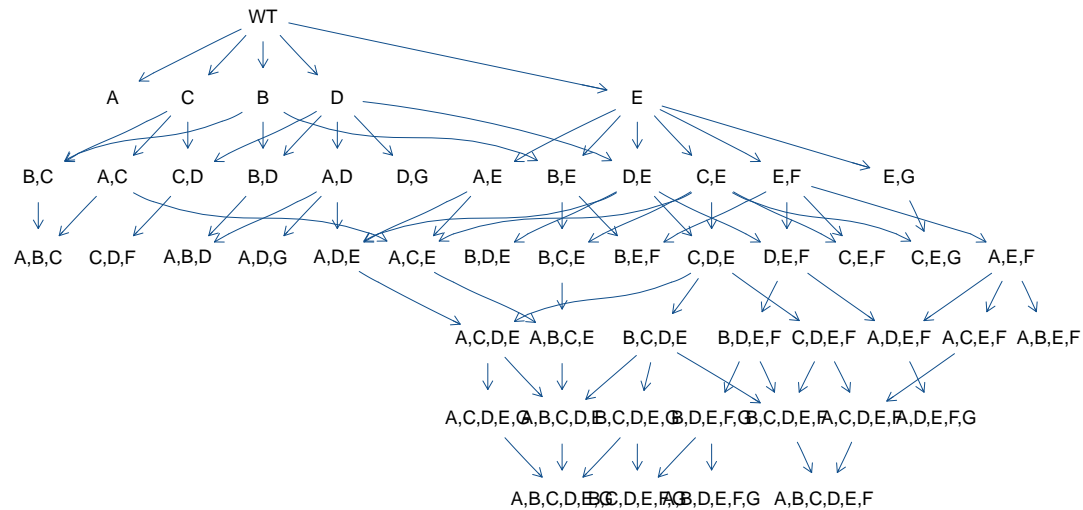 WT
A C B D E
B,C A,C C,D B,D A,D D,G A,E B,E D,E C,E E,F E,G
A,B,C C,D,F A,B,D A,D,G A,D,E A,C,E B,D,E B,C,E B,E,F C,D,E D,E,F C,E,F C,E,G A,E,F
A,C,D,E A,B,C,E B,C,D,E B,D,E,F C,D,E,F A,D,E,F A,C,E,F A,B,E,F
A,C,D,E,G A,B,C,D,E B,C,D,E,G B,D,E,F,G B,C,D,E,F A,C,D,E,F A,D,E,F,G
A,B,C,D,E,G B,C,D,E,F,G A,B,D,E,F,G A,B,C,D,E,F